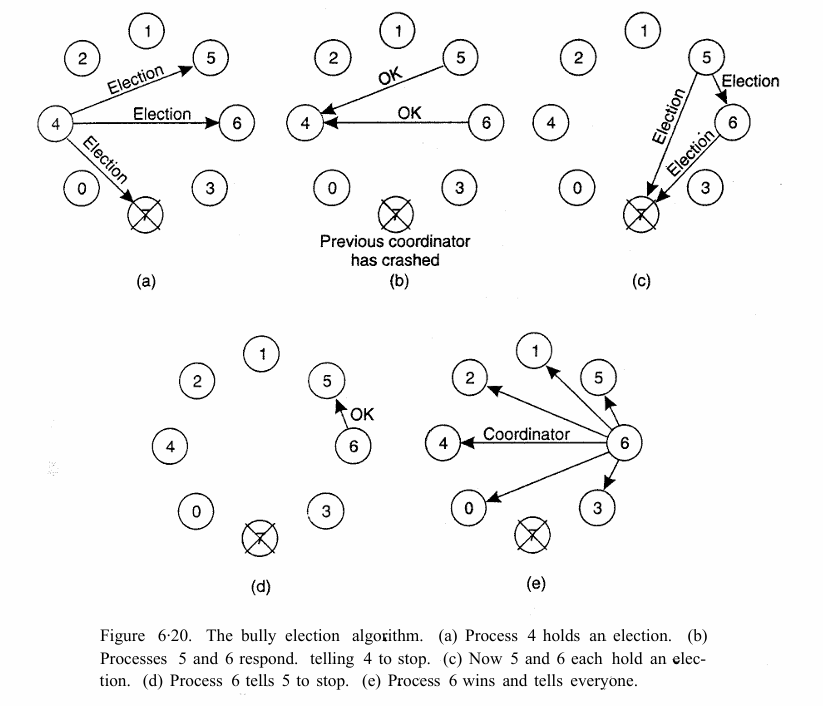 1
2
5
Election
4
Election
6
Election
0
3
7
(a)
1
2
5
OK
4
OK
6
0
3
7
Previous coordinator
has crashed
(b)
1
2
5
Election
4
Election
6
Election
0
3
7
(c)
1
2
5
OK
4
6
0
3
7
(d)
1
2
5
4
Coordinator
6
0
3
7
(e)
Figure 6·20. The bully election algorithm. (a) Process 4 holds an election. (b)
Processes 5 and 6 respond. telling 4 to stop. (c) Now 5 and 6 each hold an elec-
tion. (d) Process 6 tells 5 to stop. (e) Process 6 wins and tells everyone.